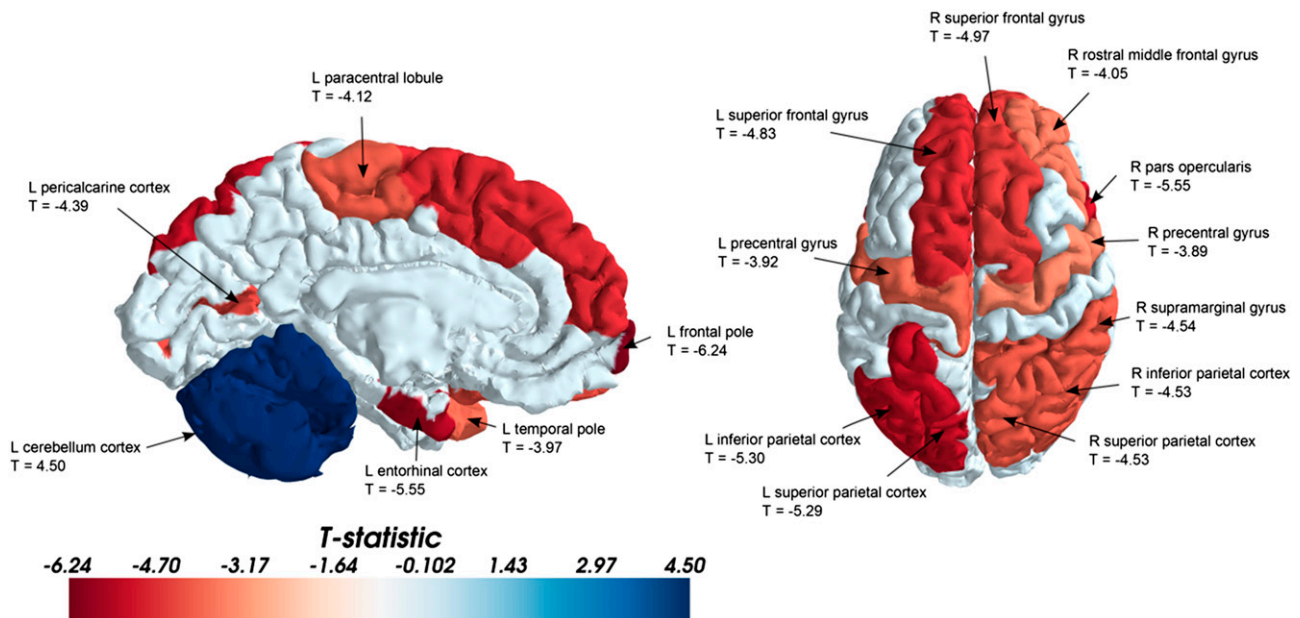 L paracentral lobule
T = -4.12
L pericalcarine cortex
T = -4.39
L frontal pole
T = -6.24
L cerebellum cortex
T = 4.50
L temporal pole
T = -3.97
L entorhinal cortex
T = -5.55
R superior frontal gyrus
T = -4.97
R rostral middle frontal gyrus
T = -4.05
L superior frontal gyrus
T = -4.83
R pars opercularis
T = -5.55
L precentral gyrus
T = -3.92
R precentral gyrus
T = -3.89
R supramarginal gyrus
T = -4.54
R inferior parietal cortex
T = -4.53
L inferior parietal cortex
T = -5.30
R superior parietal cortex
T = -4.53
L superior parietal cortex
T = -5.29
T-statistic
-6.24 -4.70 -3.17 -1.64 -0.102 1.43 2.97 4.50